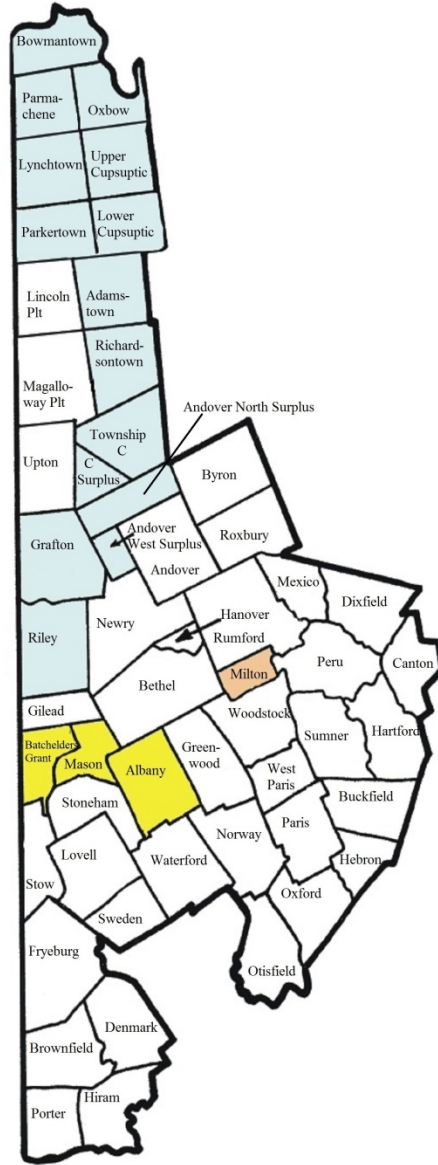 Bowmantown
Parma-
chene
Oxbow
Lynchtown
Upper
Cupsuptic
Parkertown
Lower
Cupsuptic
Lincoln
Plt
Adams-
town
Richard-
sontown
Magallo-
way Plt
Andover North Surplus
Township
C
Upton
C
Surplus
Byron
Andover
West Surplus
Grafton
Roxbury
Andover
Mexico
Dixfield
Newry
Hanover
Rumford
Riley
Peru
Canton
Milton
Bethel
Gilead
Woodstock
Hartford
Sumner
Batchelders
Grant
Mason
Albany
Green-
wood
West
Paris
Stoneham
Buckfield
Norway
Paris
Lovell
Waterford
Hebron
Stow
Oxford
Sweden
Fryeburg
Otisfield
Denmark
Brownfield
Hiram
Porter